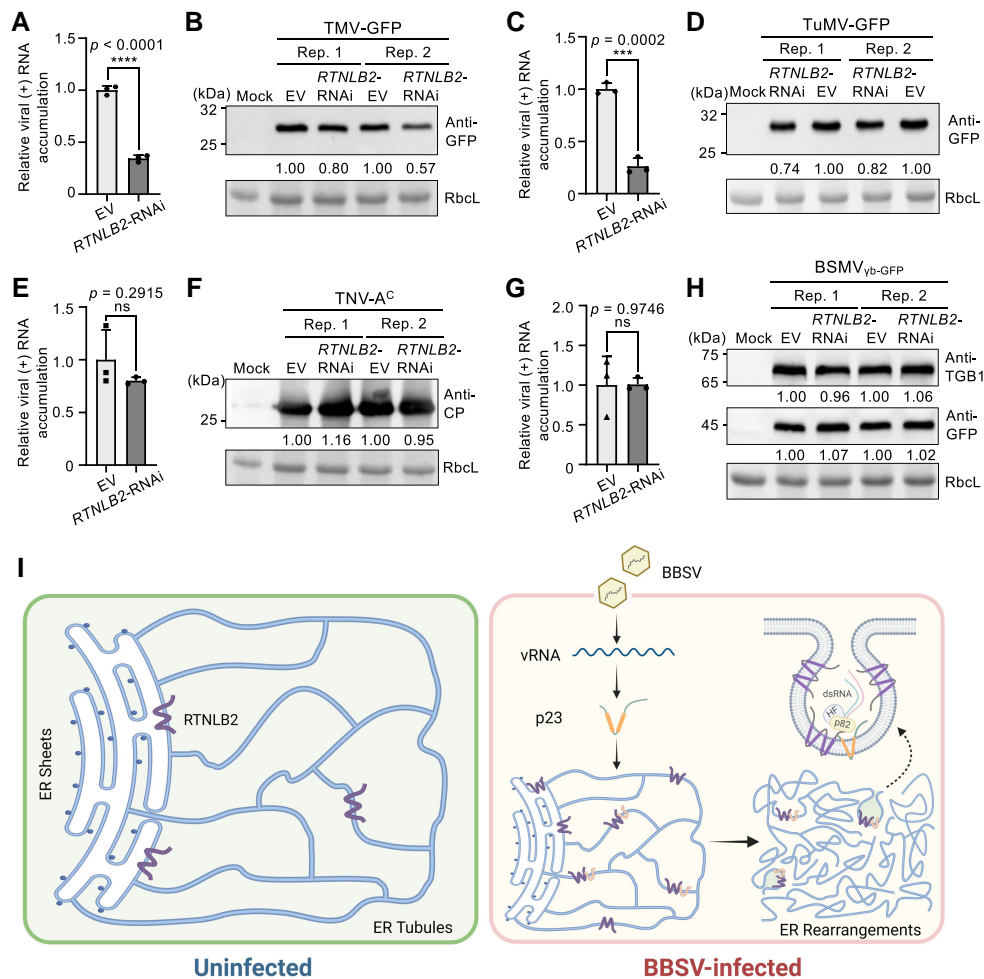 A
Relative viral (+) RNA
accumulation
1.5
1.0
0.5
0
p < 0.0001
****
EV
RTNLB2-RNAi
B
TMV-GFP
Rep. 1 Rep. 2
RTNLB2- RTNLB2-
(kDa) Mock EV RNAi EV RNAi
32
25
Anti-
GFP
1.00 0.80 1.00 0.57
RbcL
C
Relative viral (+) RNA
accumulation
1.5
1.0
0.5
0
p = 0.0002
***
EV
RTNLB2-RNAi
D
TuMV-GFP
Rep. 1 Rep. 2
RTNLB2- RTNLB2-
(kDa) Mock RNAi EV RNAi EV
32
25
Anti-
GFP
0.74 1.00 0.82 1.00
RbcL
E
Relative viral (+) RNA
accumulation
1.5
1.0
0.5
0
p = 0.2915
ns
EV
RTNLB2-RNAi
F
TNV-Aᶜ
Rep. 1 Rep. 2
RTNLB2- RTNLB2-
(kDa) Mock EV RNAi EV RNAi
25
Anti-
CP
1.00 1.16 1.00 0.95
RbcL
G
Relative viral (+) RNA
accumulation
2.0
1.5
1.0
0.5
0
p = 0.9746
ns
EV
RTNLB2-RNAi
H
BSMVγb-GFP
Rep. 1 Rep. 2
RTNLB2- RTNLB2-
(kDa) Mock EV RNAi EV RNAi
75
65
Anti-
TGB1
1.00 0.96 1.00 1.06
45
Anti-
GFP
1.00 1.07 1.00 1.02
RbcL
I
ER Sheets
RTNLB2
ER Tubules
Uninfected
BBSV
vRNA
p23
dsRNA
HF
p82
ER Rearrangements
BBSV-infected